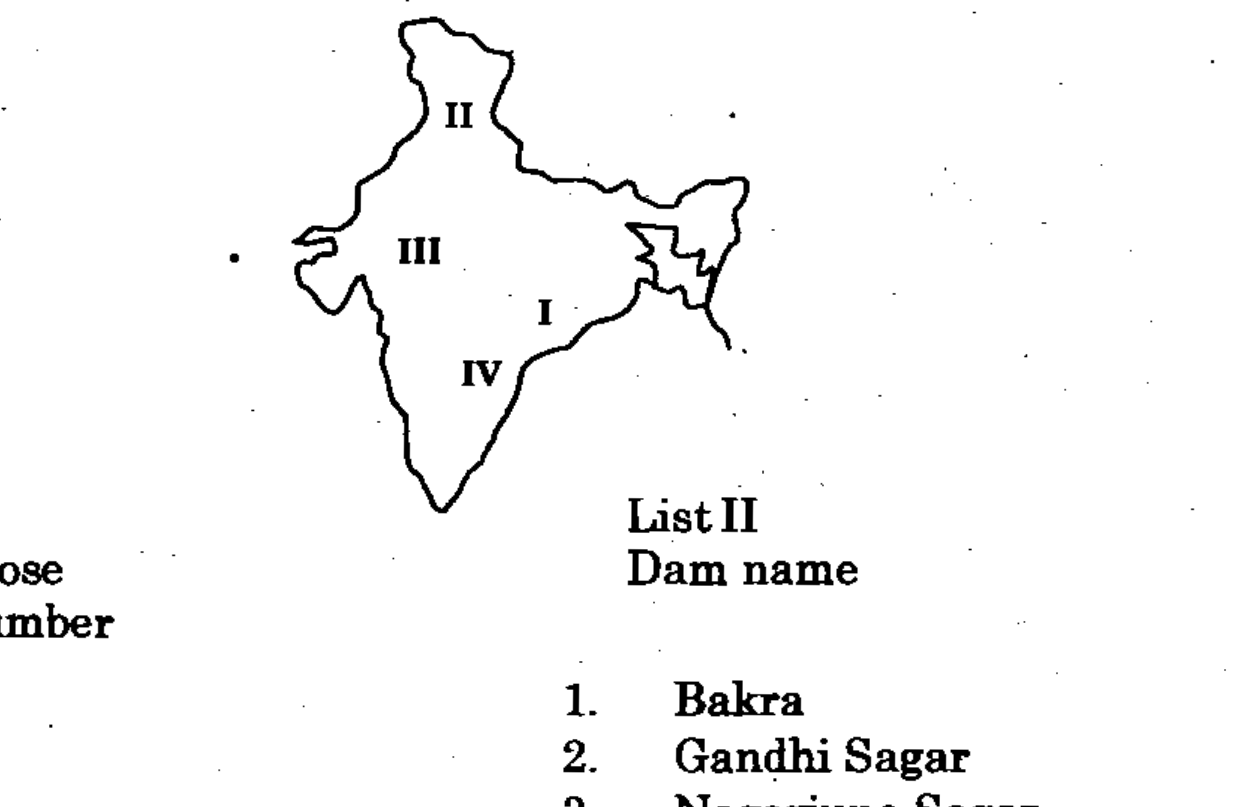 II
III
I
IV
List II
ose Dam name
umber
1. Bakra
2. Gandhi Sagar